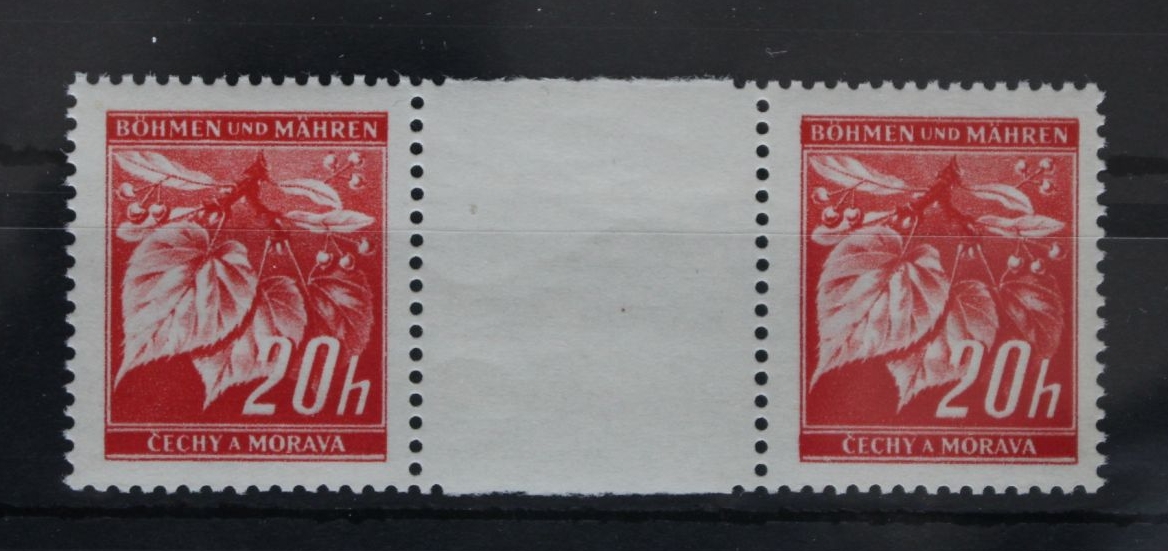 BÖHMEN UND MÄHREN
20h
ČECHY A MORAVA
BÖHMEN UND MÄHREN
20h
ČECHY A MORAVA